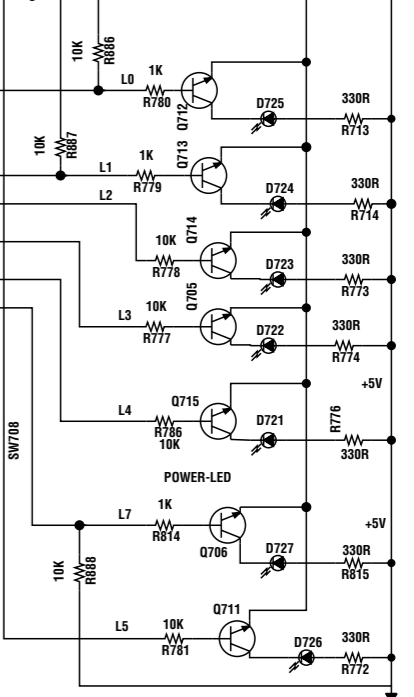 10K
R886
1K
L0
R780
Q712
D725
330R
R713
10K
R887
1K
L1
R779
Q713
D724
330R
R714
L2
10K
R778
Q714
D723
330R
R773
10K
L3
R777
Q705
D722
330R
R774
+5V
SW708
Q715
L4
R786
10K
D721
R776
330R
POWER-LED
1K
L7
R814
Q706
D727
+5V
330R
R815
10K
R888
Q711
10K
L5
R781
D726
330R
R772